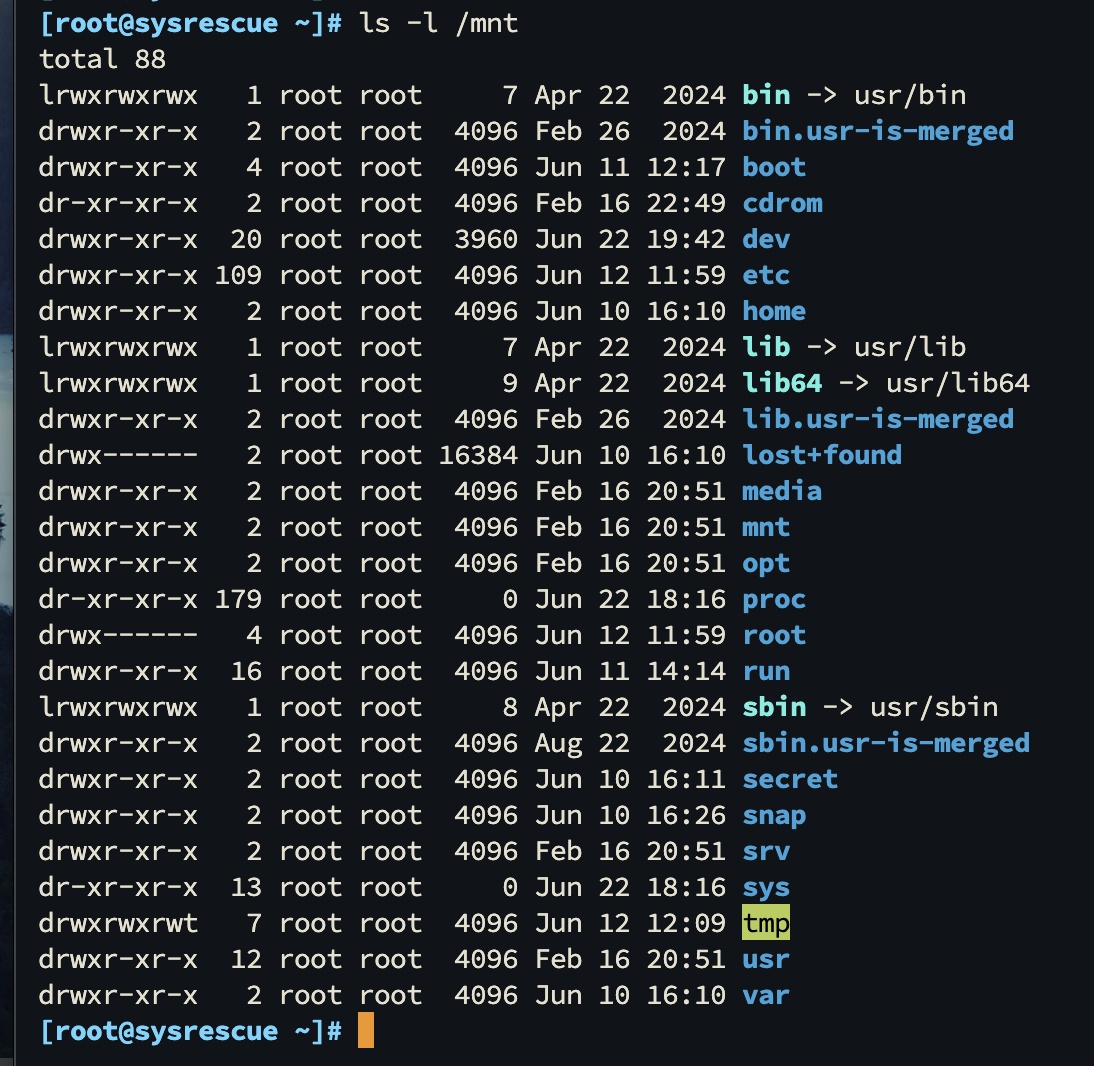 [root@sysrescue ~]# ls -l /mnt
total 88
lrwxrwxrwx   1 root root     7 Apr 22  2024 bin -> usr/bin
drwxr-xr-x   2 root root  4096 Feb 26  2024 bin.usr-is-merged
drwxr-xr-x   4 root root  4096 Jun 11 12:17 boot
dr-xr-xr-x   2 root root  4096 Feb 16 22:49 cdrom
drwxr-xr-x  20 root root  3960 Jun 22 19:42 dev
drwxr-xr-x 109 root root  4096 Jun 12 11:59 etc
drwxr-xr-x   2 root root  4096 Jun 10 16:10 home
lrwxrwxrwx   1 root root     7 Apr 22  2024 lib -> usr/lib
lrwxrwxrwx   1 root root     9 Apr 22  2024 lib64 -> usr/lib64
drwxr-xr-x   2 root root  4096 Feb 26  2024 lib.usr-is-merged
drwx------   2 root root 16384 Jun 10 16:10 lost+found
drwxr-xr-x   2 root root  4096 Feb 16 20:51 media
drwxr-xr-x   2 root root  4096 Feb 16 20:51 mnt
drwxr-xr-x   2 root root  4096 Feb 16 20:51 opt
dr-xr-xr-x 179 root root     0 Jun 22 18:16 proc
drwx------   4 root root  4096 Jun 12 11:59 root
drwxr-xr-x  16 root root  4096 Jun 11 14:14 run
lrwxrwxrwx   1 root root     8 Apr 22  2024 sbin -> usr/sbin
drwxr-xr-x   2 root root  4096 Aug 22  2024 sbin.usr-is-merged
drwxr-xr-x   2 root root  4096 Jun 10 16:11 secret
drwxr-xr-x   2 root root  4096 Jun 10 16:26 snap
drwxr-xr-x   2 root root  4096 Feb 16 20:51 srv
dr-xr-xr-x  13 root root     0 Jun 22 18:16 sys
drwxrwxrwt   7 root root  4096 Jun 12 12:09 tmp
drwxr-xr-x  12 root root  4096 Feb 16 20:51 usr
drwxr-xr-x   2 root root  4096 Jun 10 16:10 var
[root@sysrescue ~]#